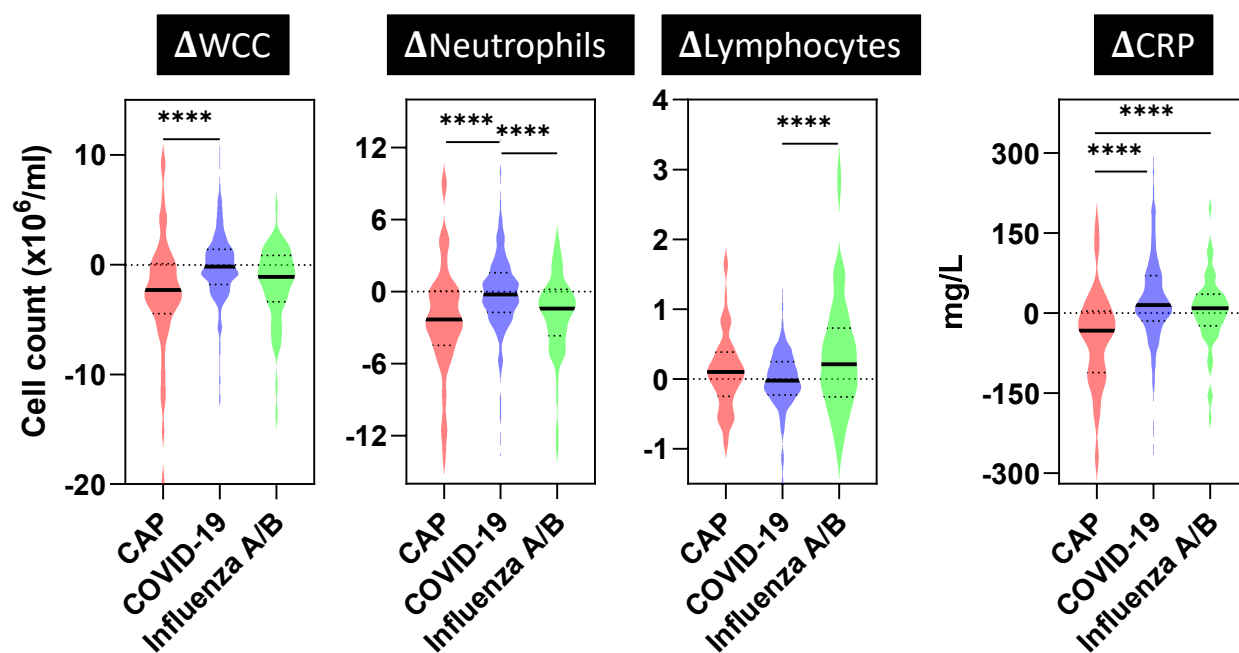 ΔWCC
ΔNeutrophils
ΔLymphocytes
ΔCRP
Cell count (x10⁶/ml)
10
0
-10
-20
****
CAP
COVID-19
Influenza A/B
12
6
0
-6
-12
****
****
CAP
COVID-19
Influenza A/B
4
3
2
1
0
-1
****
CAP
COVID-19
Influenza A/B
mg/L
300
150
0
-150
-300
****
****
CAP
COVID-19
Influenza A/B